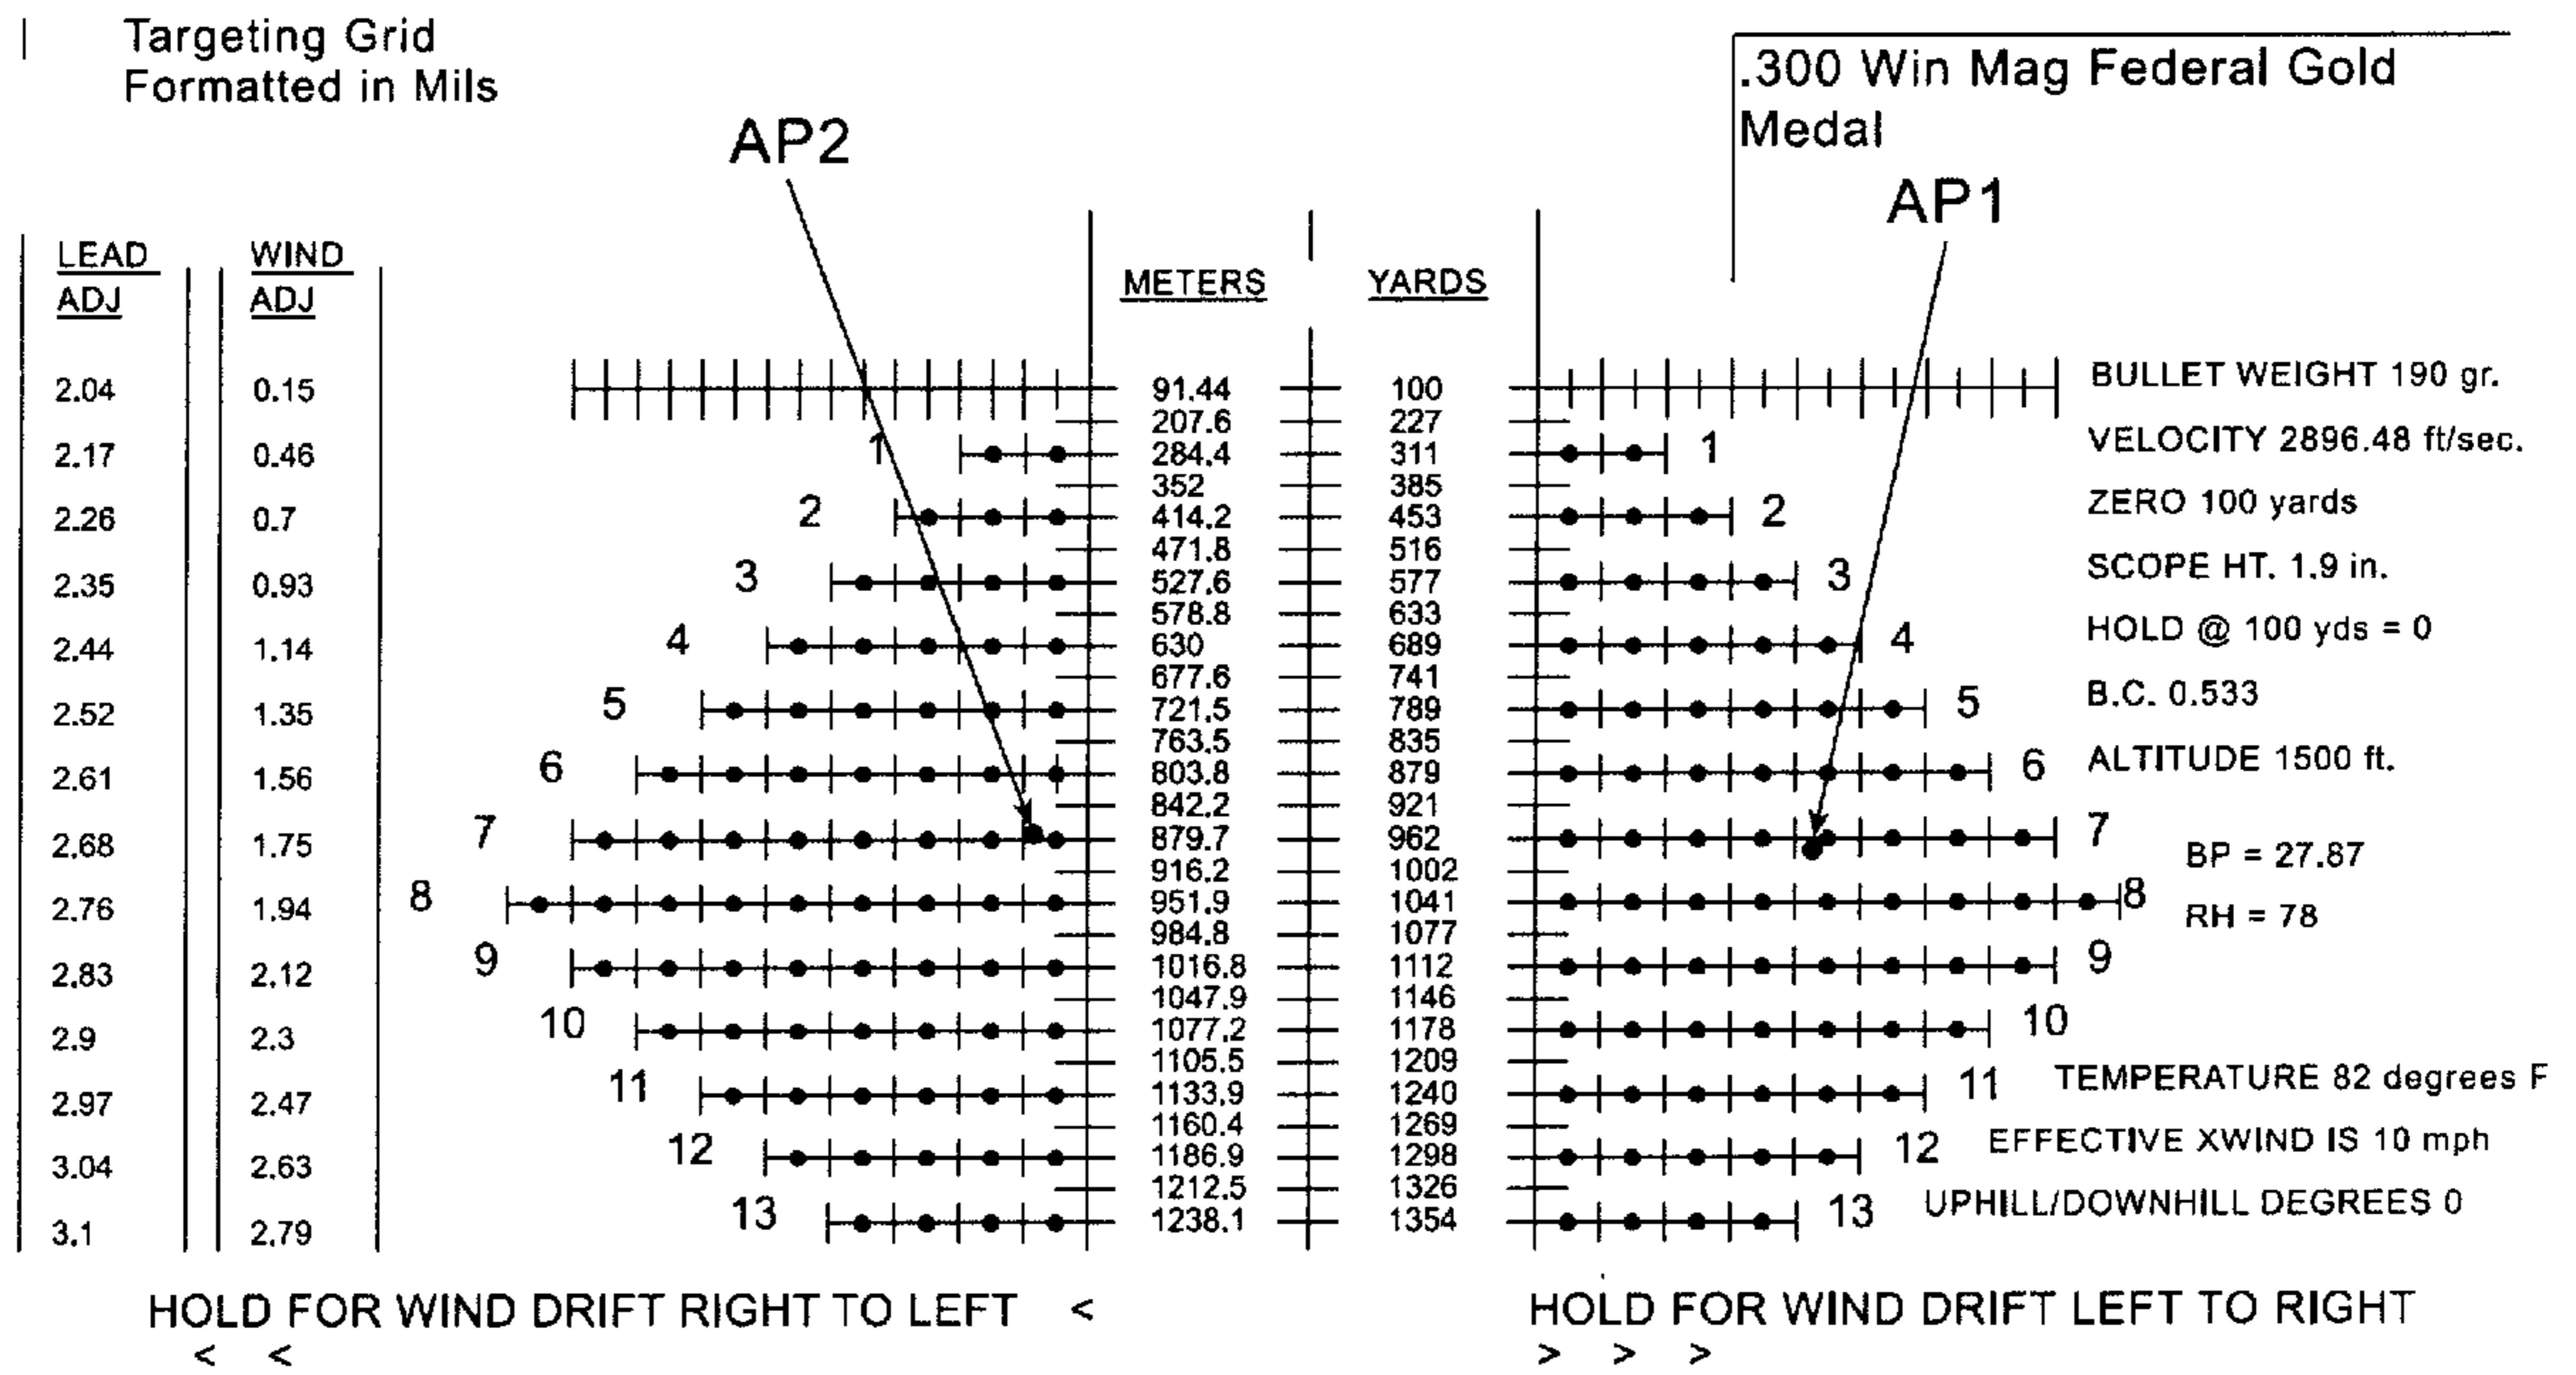 Targeting Grid
Formatted in Mils
.300 Win Mag Federal Gold
Medal
AP2
AP1
LEAD WIND METERS YARDS
ADJ ADJ
2.04 0.15 91.44 100 BULLET WEIGHT 190 gr.
207.6 227
2.17 0.46 1 284.4 311 1 VELOCITY 2896.48 ft/sec.
352 385
2.26 0.7 2 414.2 453 2 ZERO 100 yards
471.8 516
2.35 0.93 3 527.6 577 3 SCOPE HT. 1.9 in.
578.8 633
2.44 1.14 4 630 689 4 HOLD @ 100 yds = 0
677.6 741
2.52 1.35 5 721.5 789 5 B.C. 0.533
763.5 835
2.61 1.56 6 803.8 879 6 ALTITUDE 1500 ft.
842.2 921
2.68 1.75 7 879.7 962 7 BP = 27.87
916.2 1002
2.76 1.94 8 951.9 1041 8 RH = 78
984.8 1077
2.83 2.12 9 1016.8 1112 9
1047.9 1146
2.9 2.3 10 1077.2 1178 10
1105.5 1209
2.97 2.47 11 1133.9 1240 11 TEMPERATURE 82 degrees F
1160.4 1269
3.04 2.63 12 1186.9 1298 12 EFFECTIVE XWIND IS 10 mph
1212.5 1326
3.1 2.79 13 1238.1 1354 13 UPHILL/DOWNHILL DEGREES 0
HOLD FOR WIND DRIFT RIGHT TO LEFT <
< <
HOLD FOR WIND DRIFT LEFT TO RIGHT
> > >